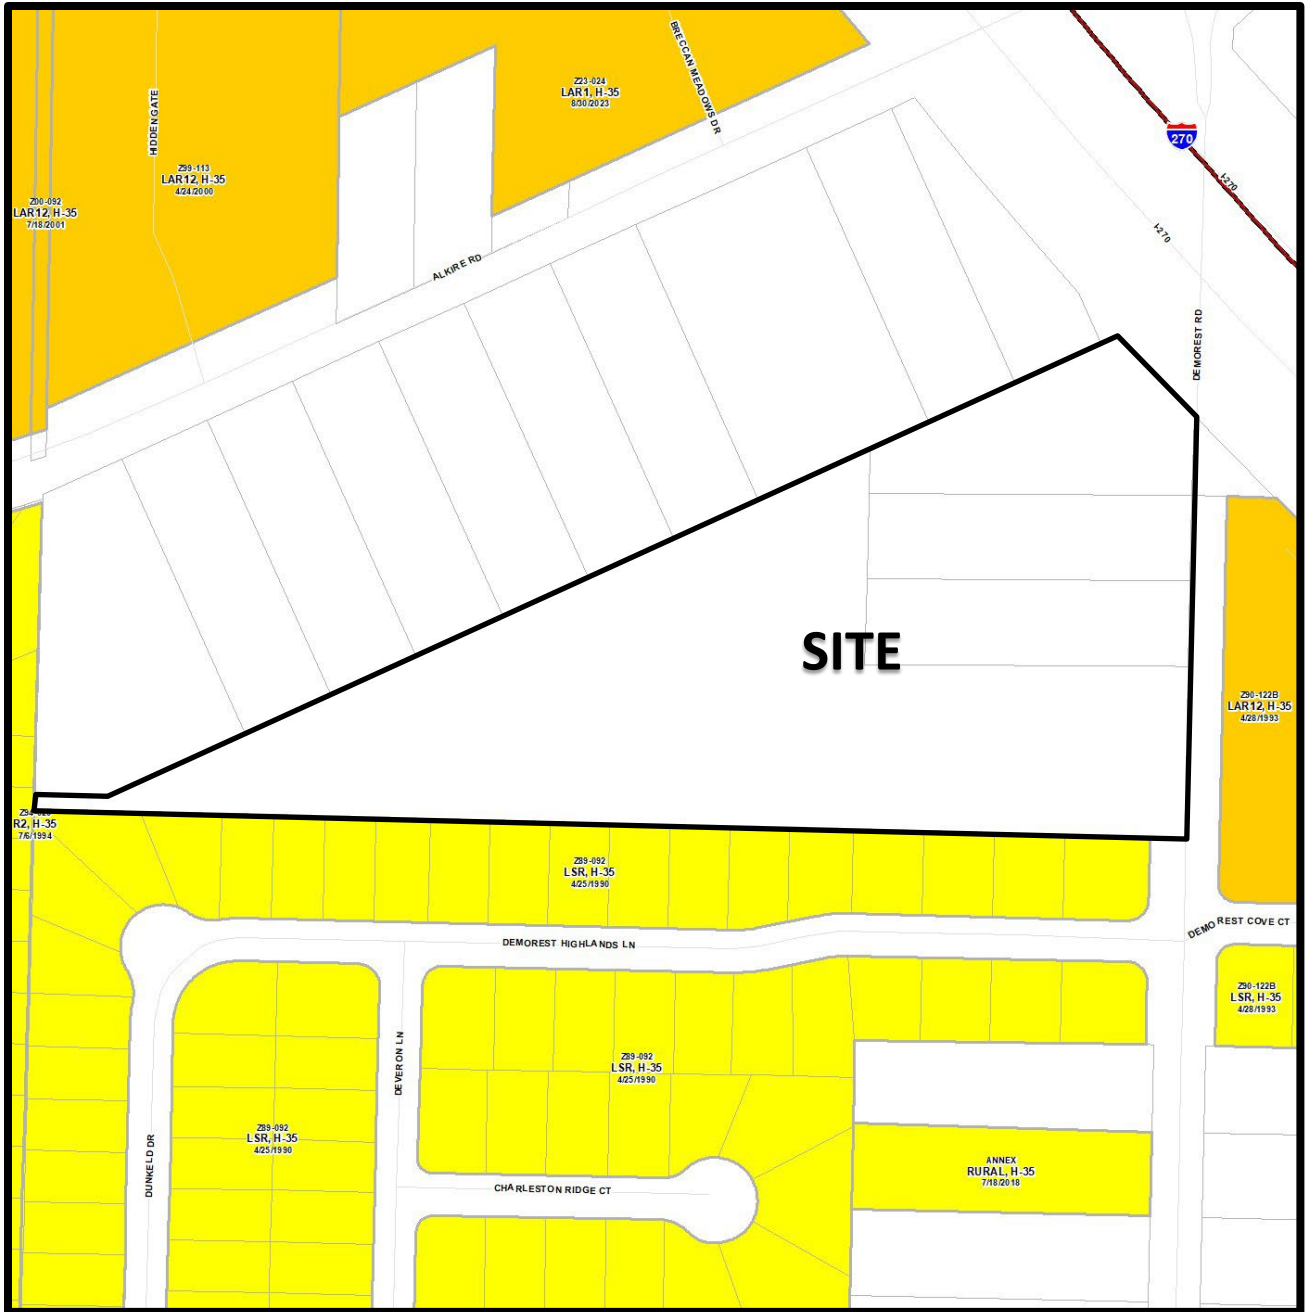 BRECCAN MEADOWS DR
Z23-024
LAR1, H-35
8/30/2023
HIDDENGATE
270
I-270
I-270
Z99-113
LAR12, H-35
4/24/2000
Z00-092
LAR12, H-35
7/18/2001
ALKIRE RD
DEMOREST RD
SITE
Z90-122B
LAR12, H-35
4/28/1993
R2, H-35
7/6/1994
Z89-092
LSR, H-35
4/25/1990
DEMOREST COVE CT
DEMOREST HIGHLANDS LN
Z90-122B
LSR, H-35
4/28/1993
DEVERON LN
Z89-092
LSR, H-35
4/25/1990
Z89-092
LSR, H-35
4/25/1990
DUNKELD DR
ANNEX
RURAL, H-35
7/18/2018
CHARLESTON RIDGE CT